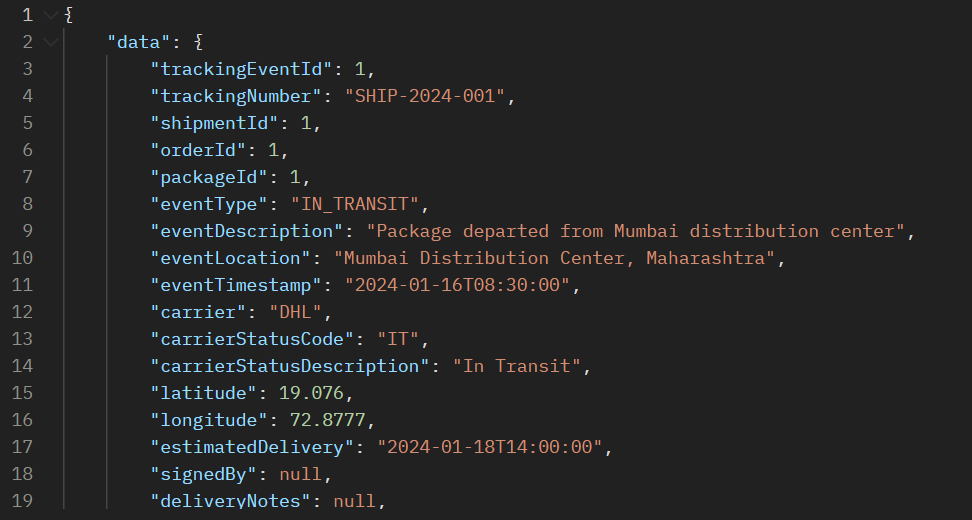 1 {
2 "data": {
3 "trackingEventId": 1,
4 "trackingNumber": "SHIP-2024-001",
5 "shipmentId": 1,
6 "orderId": 1,
7 "packageId": 1,
8 "eventType": "IN_TRANSIT",
9 "eventDescription": "Package departed from Mumbai distribution center",
10 "eventLocation": "Mumbai Distribution Center, Maharashtra",
11 "eventTimestamp": "2024-01-16T08:30:00",
12 "carrier": "DHL",
13 "carrierStatusCode": "IT",
14 "carrierStatusDescription": "In Transit",
15 "latitude": 19.076,
16 "longitude": 72.8777,
17 "estimatedDelivery": "2024-01-18T14:00:00",
18 "signedBy": null,
19 "deliveryNotes": null,